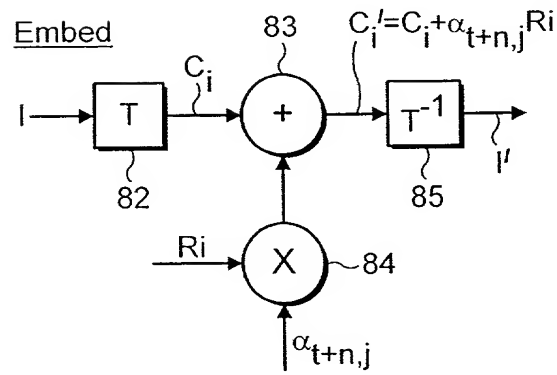 Embed
83
C_i'=C_i+α_{t+n,j}Ri
I
T
C_i
+
T^{-1}
I'
82
85
Ri
X
84
α_{t+n,j}